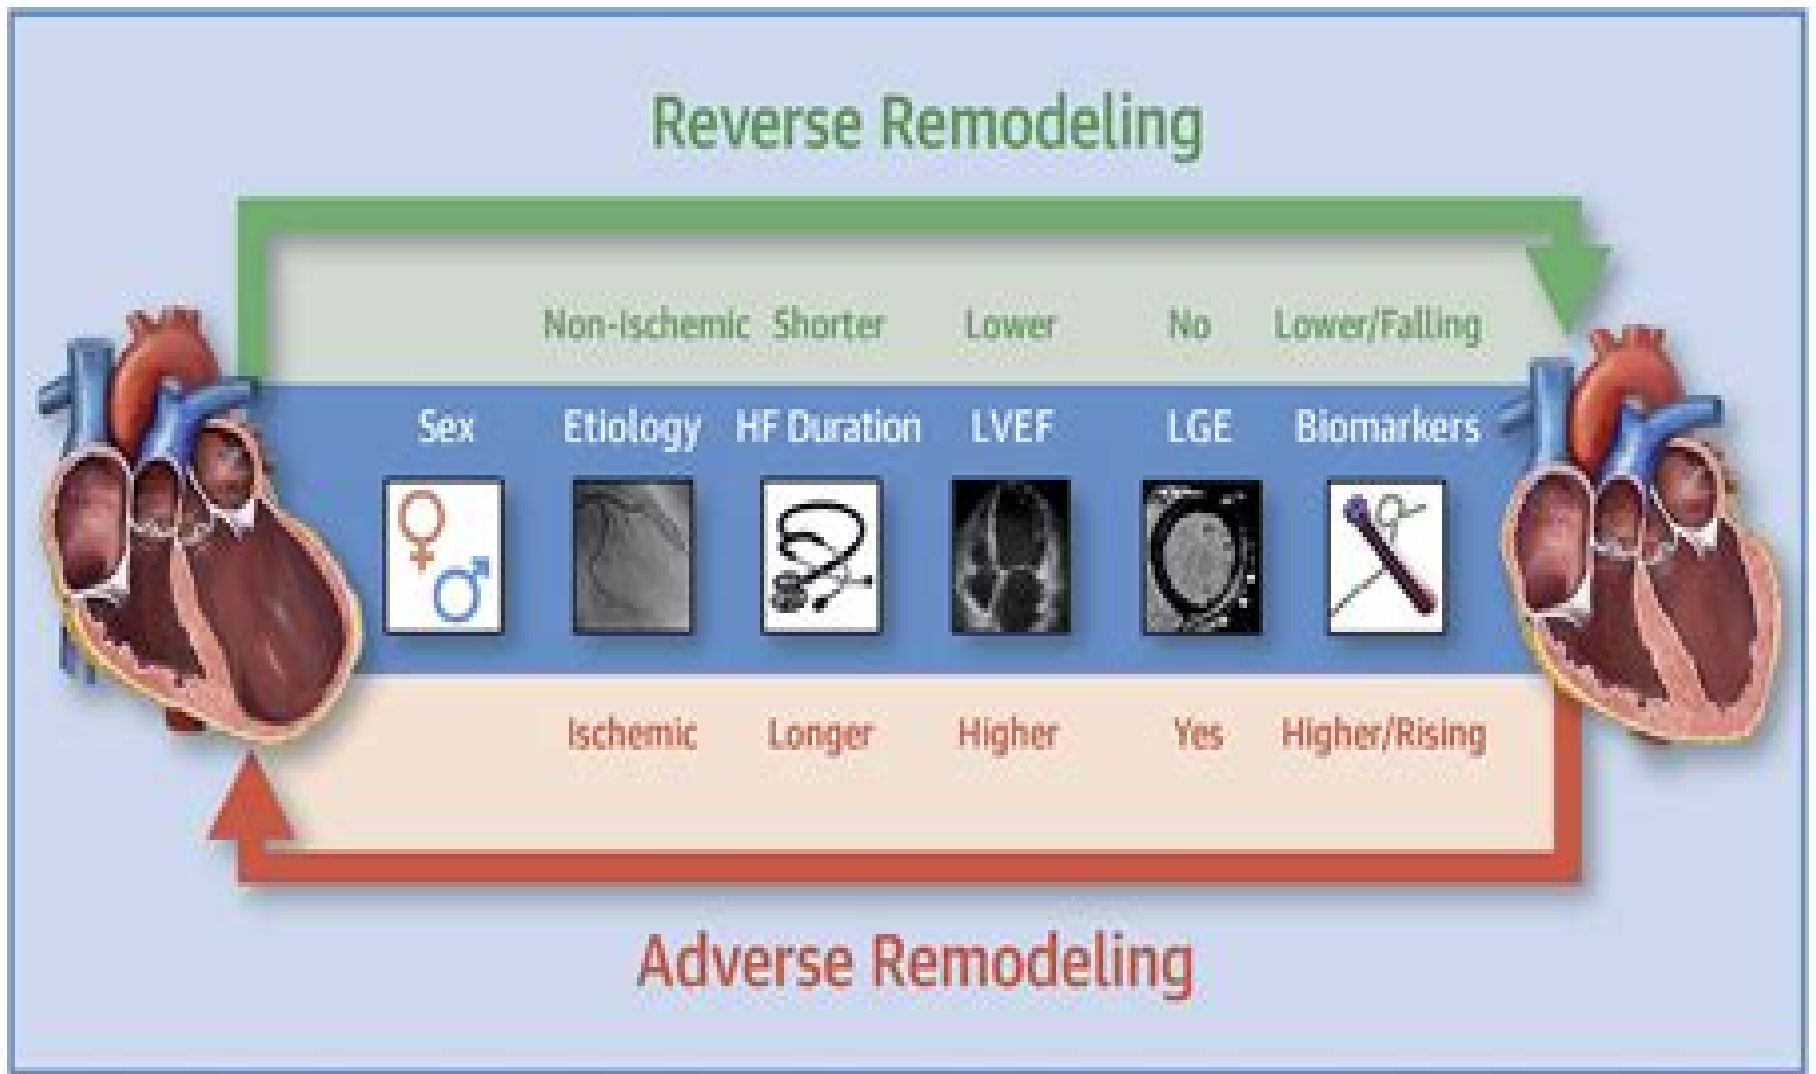 Reverse Remodeling
Non-Ischemic Shorter Lower No Lower/Falling
Sex Etiology HF Duration LVEF LGE Biomarkers
Ischemic Longer Higher Yes Higher/Rising
Adverse Remodeling